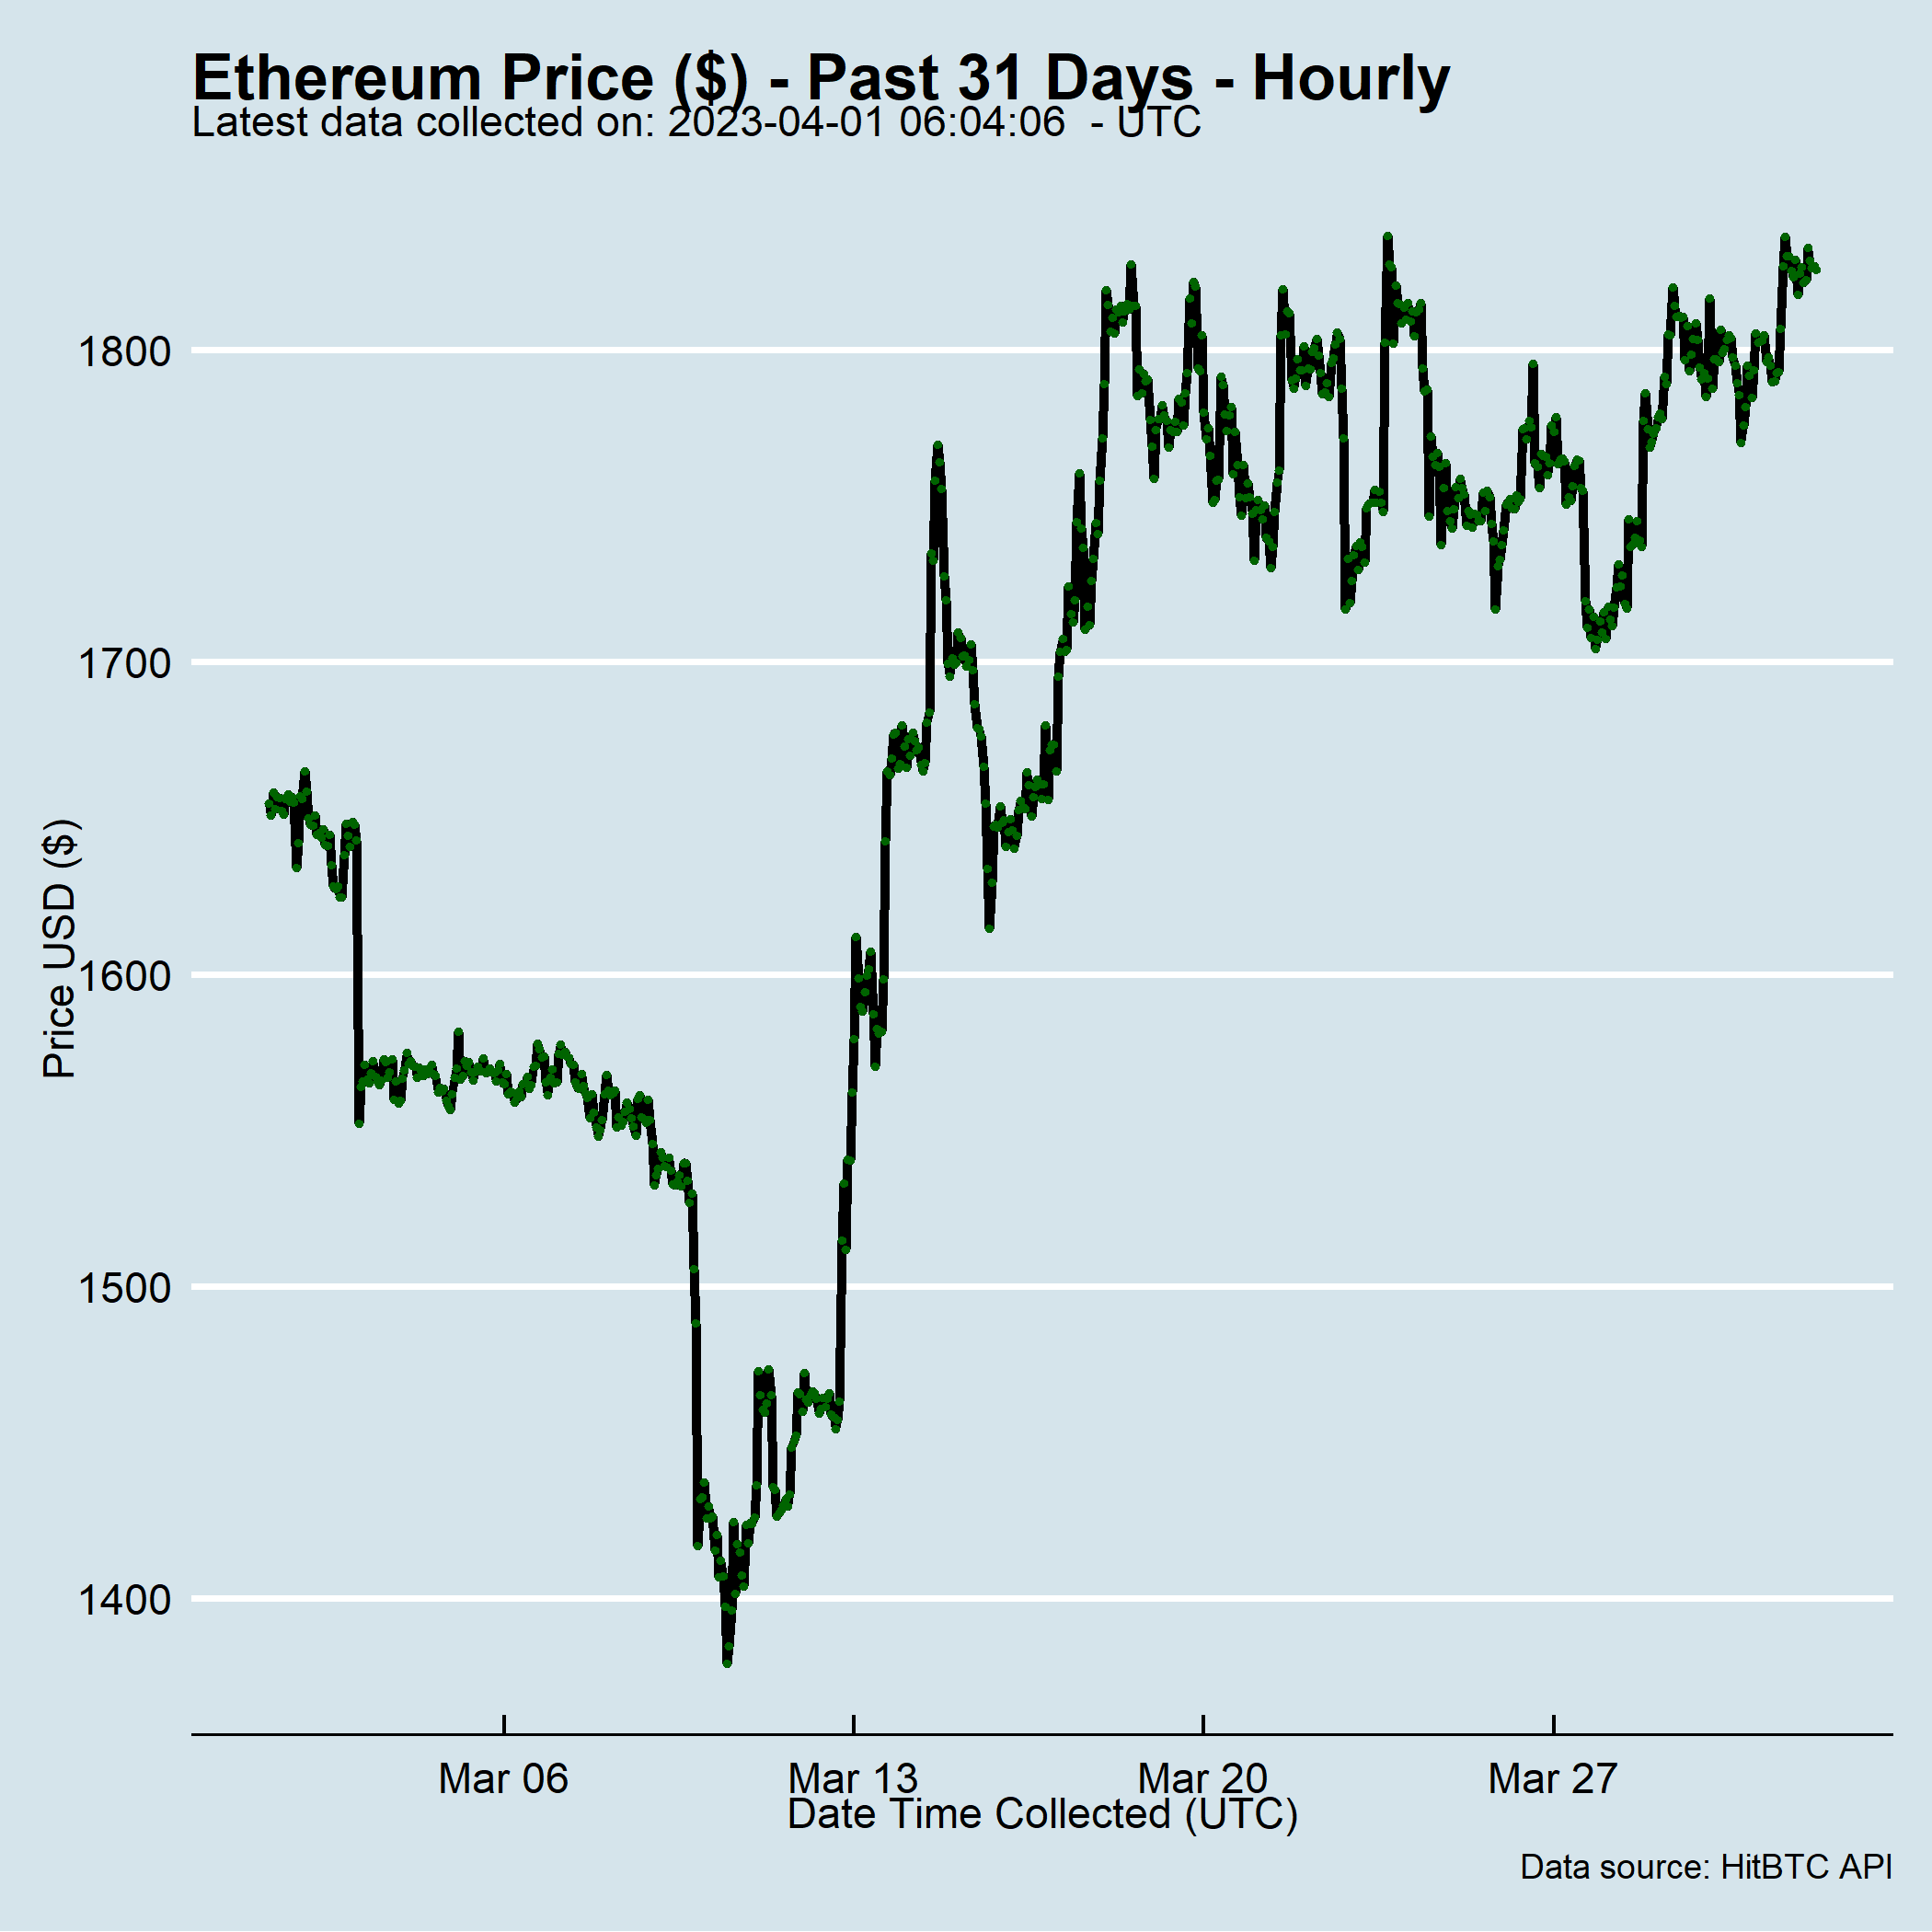 Ethereum Price ($) - Past 31 Days - Hourly
Latest data collected on: 2023-04-01 06:04:06  - UTC
Price USD ($)
1800
1700
1600
1500
1400
Mar 06
Mar 13
Mar 20
Mar 27
Date Time Collected (UTC)
Data source: HitBTC API